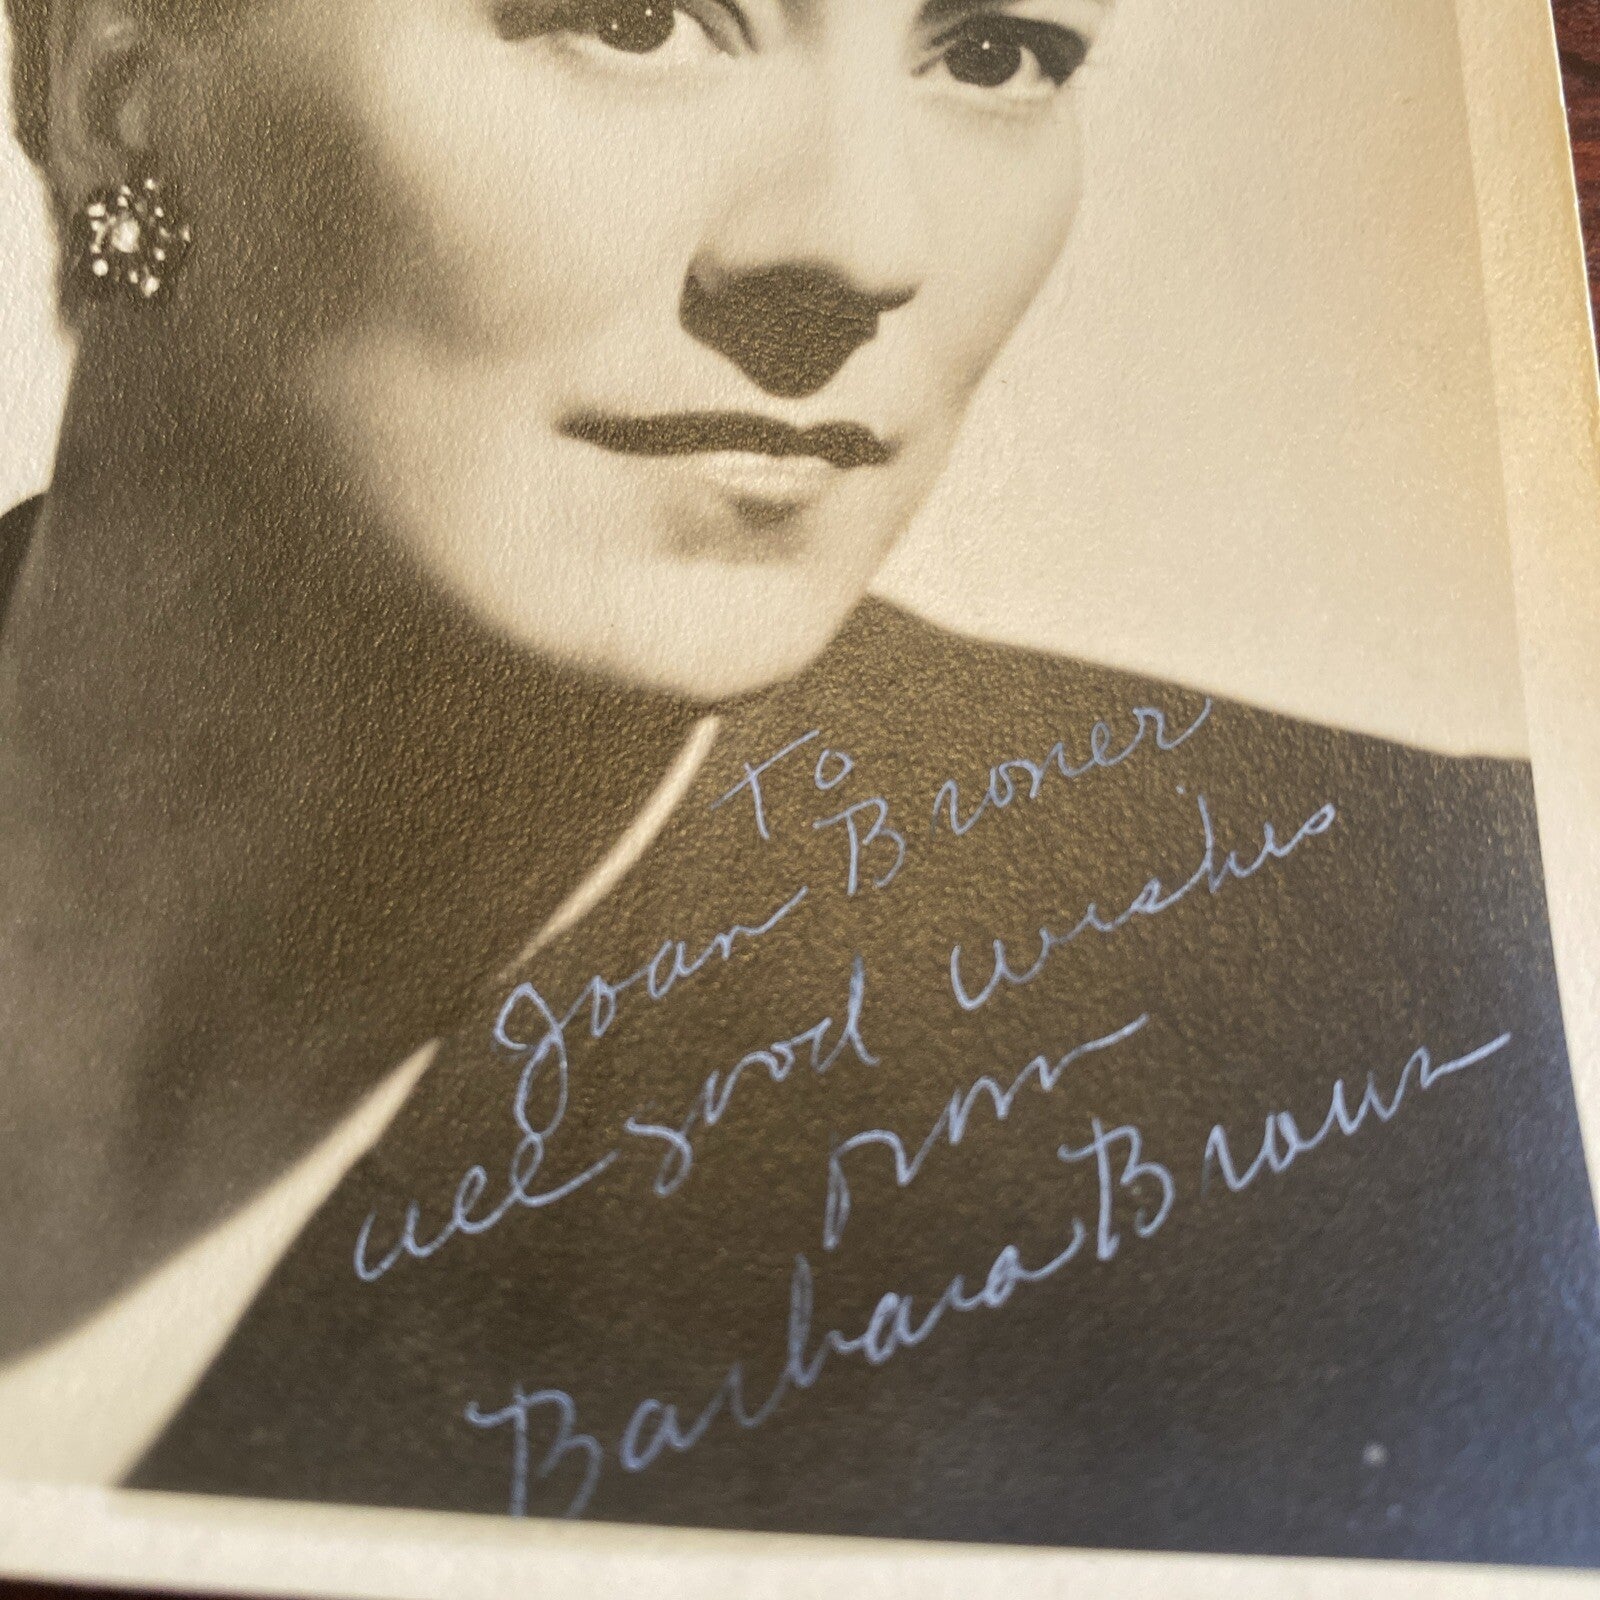 To
Joan Broner
all good wishes
from
Barbara Brown